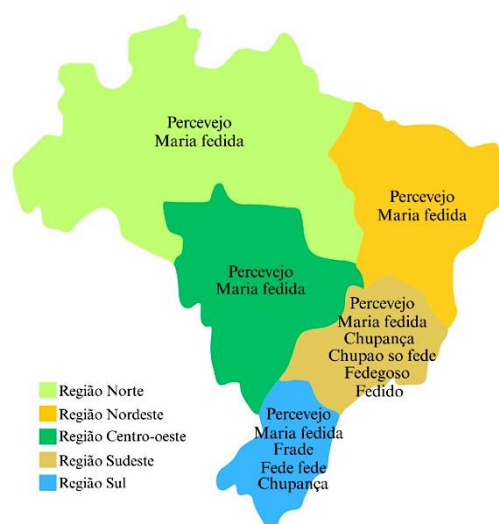 Percevejo
Maria fedida
Percevejo
Maria fedida
Percevejo
Maria fedida
Percevejo
Maria fedida
Chupança
Chupao so fede
Fedegoso
Fedido
Percevejo
Maria fedida
Frade
Fede fede
Chupança
Região Norte
Região Nordeste
Região Centro-oeste
Região Sudeste
Região Sul